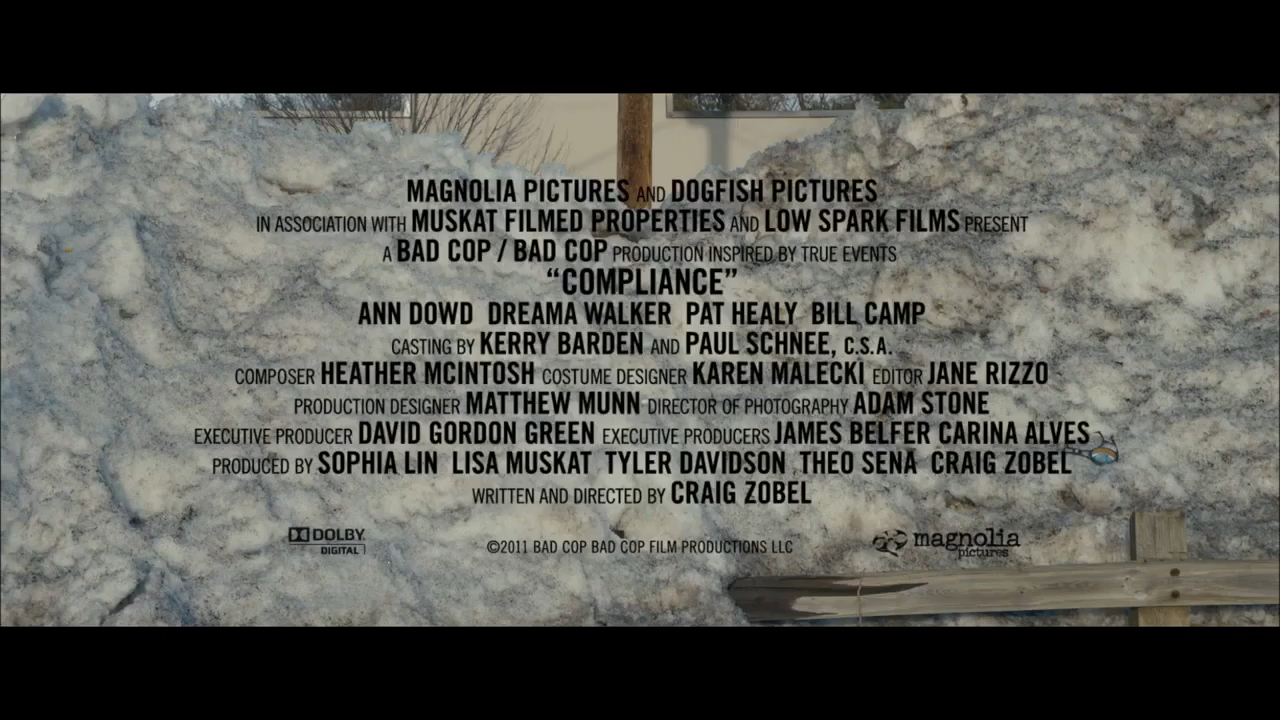 MAGNOLIA PICTURES AND DOGFISH PICTURES
IN ASSOCIATION WITH MUSKAT FILMED PROPERTIES AND LOW SPARK FILMS PRESENT
A BAD COP / BAD COP PRODUCTION INSPIRED BY TRUE EVENTS
“COMPLIANCE”
ANN DOWD DREAMA WALKER PAT HEALY BILL CAMP
CASTING BY KERRY BARDEN AND PAUL SCHNEE, C.S.A.
COMPOSER HEATHER MCINTOSH COSTUME DESIGNER KAREN MALECKI EDITOR JANE RIZZO
PRODUCTION DESIGNER MATTHEW MUNN DIRECTOR OF PHOTOGRAPHY ADAM STONE
EXECUTIVE PRODUCER DAVID GORDON GREEN EXECUTIVE PRODUCERS JAMES BELFER CARINA ALVES
PRODUCED BY SOPHIA LIN LISA MUSKAT TYLER DAVIDSON THEO SENA CRAIG ZOBEL
WRITTEN AND DIRECTED BY CRAIG ZOBEL
DOLBY DIGITAL
©2011 BAD COP BAD COP FILM PRODUCTIONS LLC
magnolia pictures